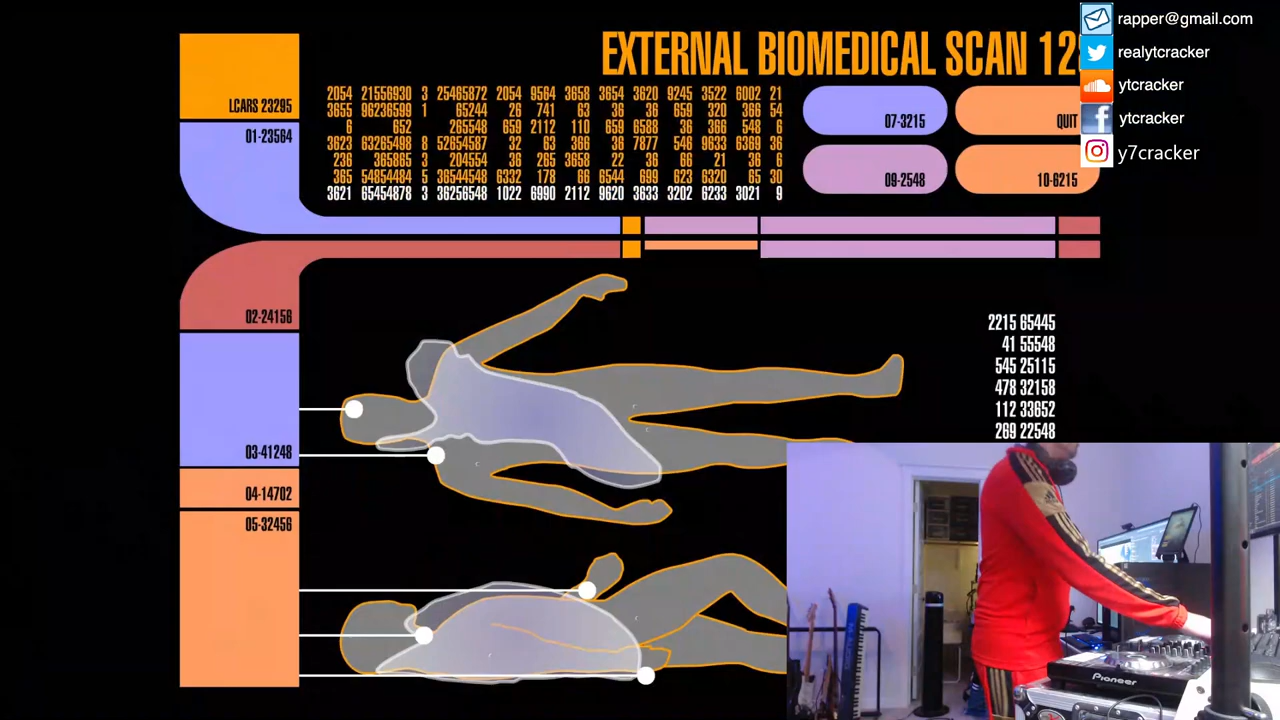 rapper@gmail.com
realytcracker
ytcracker
ytcracker
y7cracker
EXTERNAL BIOMEDICAL SCAN 12
LCARS 23295
01-23564
2054 21556930 3 25465872 2054 9564 3658 3654 3620 9245 3522 6002 21
3655 96236599 1 65244 26 741 63 36 36 659 320 366 54
6 652 265548 659 2112 110 659 6588 36 366 548 6
3623 63265498 8 52654587 32 63 366 36 7877 546 9633 6369 36
236 365865 3 204554 36 265 3658 22 36 66 21 36 6
365 54854484 5 36544548 6332 178 66 6544 699 623 6320 65 30
3621 65454878 3 36256548 1022 6990 2112 9620 3633 3202 6233 3021 9
07-3215
QUIT
09-2548
10-6215
02-24156
03-41248
04-14702
05-32456
2215 65445
41 55548
545 25115
478 32158
112 33652
269 22548
Pioneer